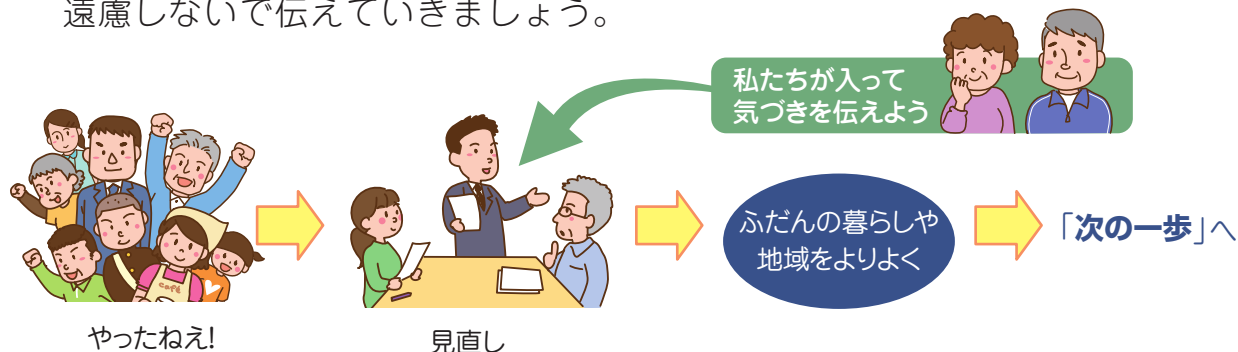 遠慮しないで伝えていきましょう。
私たちが入って
気づきを伝えよう
ふだんの暮らしや
地域をよりよく
「次の一歩」へ
café
やったねえ!
見直し